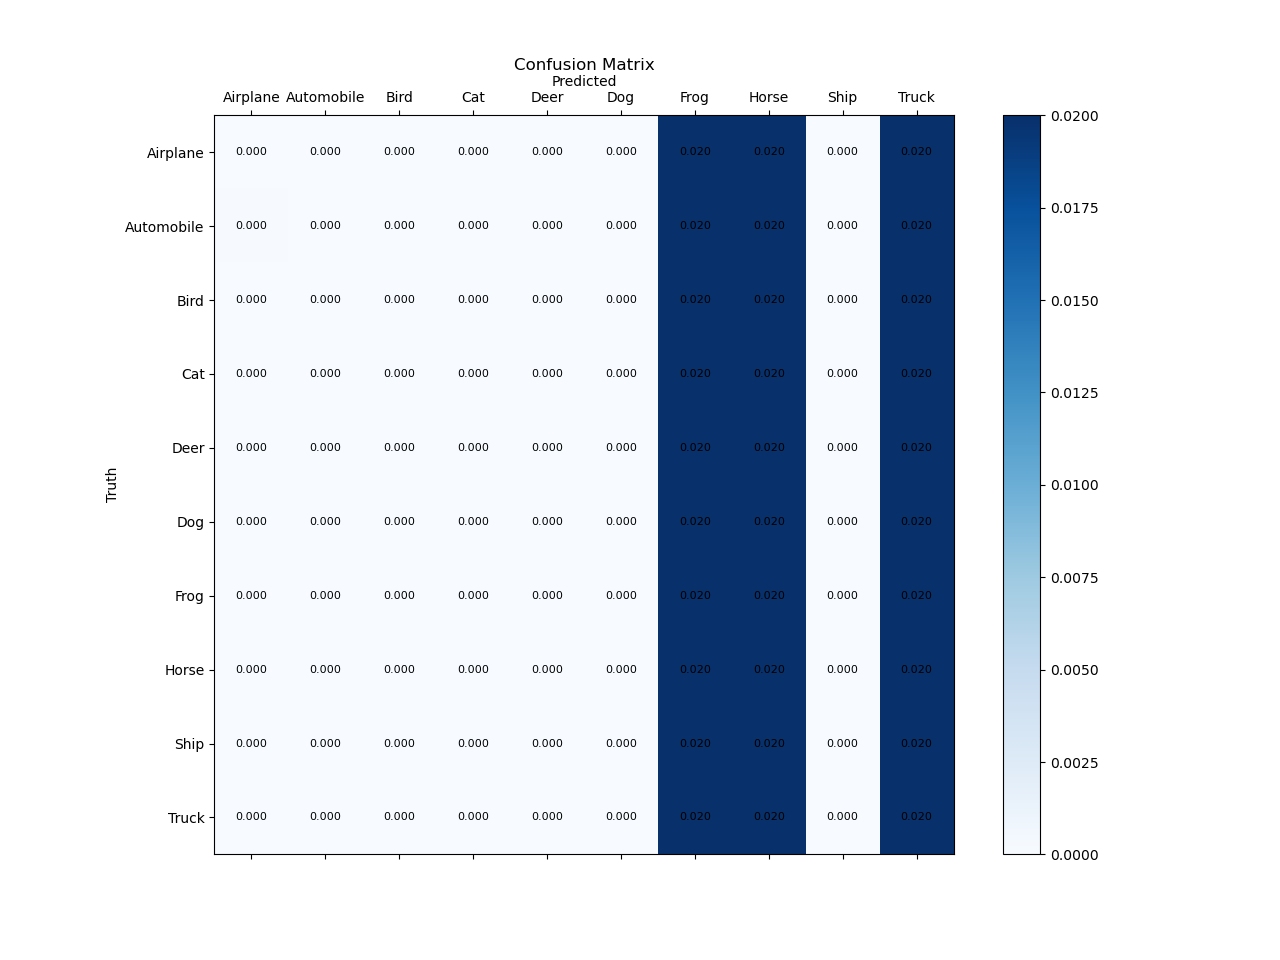 Confusion Matrix
Predicted
Airplane Automobile Bird Cat Deer Dog Frog Horse Ship Truck
Airplane 0.000 0.000 0.000 0.000 0.000 0.000 0.020 0.020 0.000 0.020
Automobile 0.000 0.000 0.000 0.000 0.000 0.000 0.020 0.020 0.000 0.020
Bird 0.000 0.000 0.000 0.000 0.000 0.000 0.020 0.020 0.000 0.020
Cat 0.000 0.000 0.000 0.000 0.000 0.000 0.020 0.020 0.000 0.020
Deer 0.000 0.000 0.000 0.000 0.000 0.000 0.020 0.020 0.000 0.020
Dog 0.000 0.000 0.000 0.000 0.000 0.000 0.020 0.020 0.000 0.020
Frog 0.000 0.000 0.000 0.000 0.000 0.000 0.020 0.020 0.000 0.020
Horse 0.000 0.000 0.000 0.000 0.000 0.000 0.020 0.020 0.000 0.020
Ship 0.000 0.000 0.000 0.000 0.000 0.000 0.020 0.020 0.000 0.020
Truck 0.000 0.000 0.000 0.000 0.000 0.000 0.020 0.020 0.000 0.020
Truth
0.0200
0.0175
0.0150
0.0125
0.0100
0.0075
0.0050
0.0025
0.0000